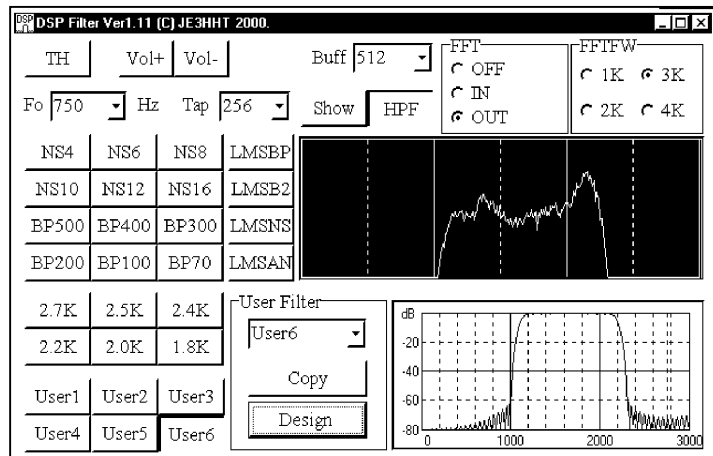 DSP DSP Filter Ver1.11 (C) JE3HHT 2000.
TH Vol+ Vol- Buff 512
FFT
OFF
IN
OUT
FFTFW
1K 3K
2K 4K
Fo 750 Hz Tap 256 Show HPF
NS4 NS6 NS8 LMSBP
NS10 NS12 NS16 LMSB2
BP500 BP400 BP300 LMSNS
BP200 BP100 BP70 LMSAN
2.7K 2.5K 2.4K
2.2K 2.0K 1.8K
User1 User2 User3
User4 User5 User6
User Filter
User6
Copy
Design
dB
-20
-40
-60
-80
0 1000 2000 3000